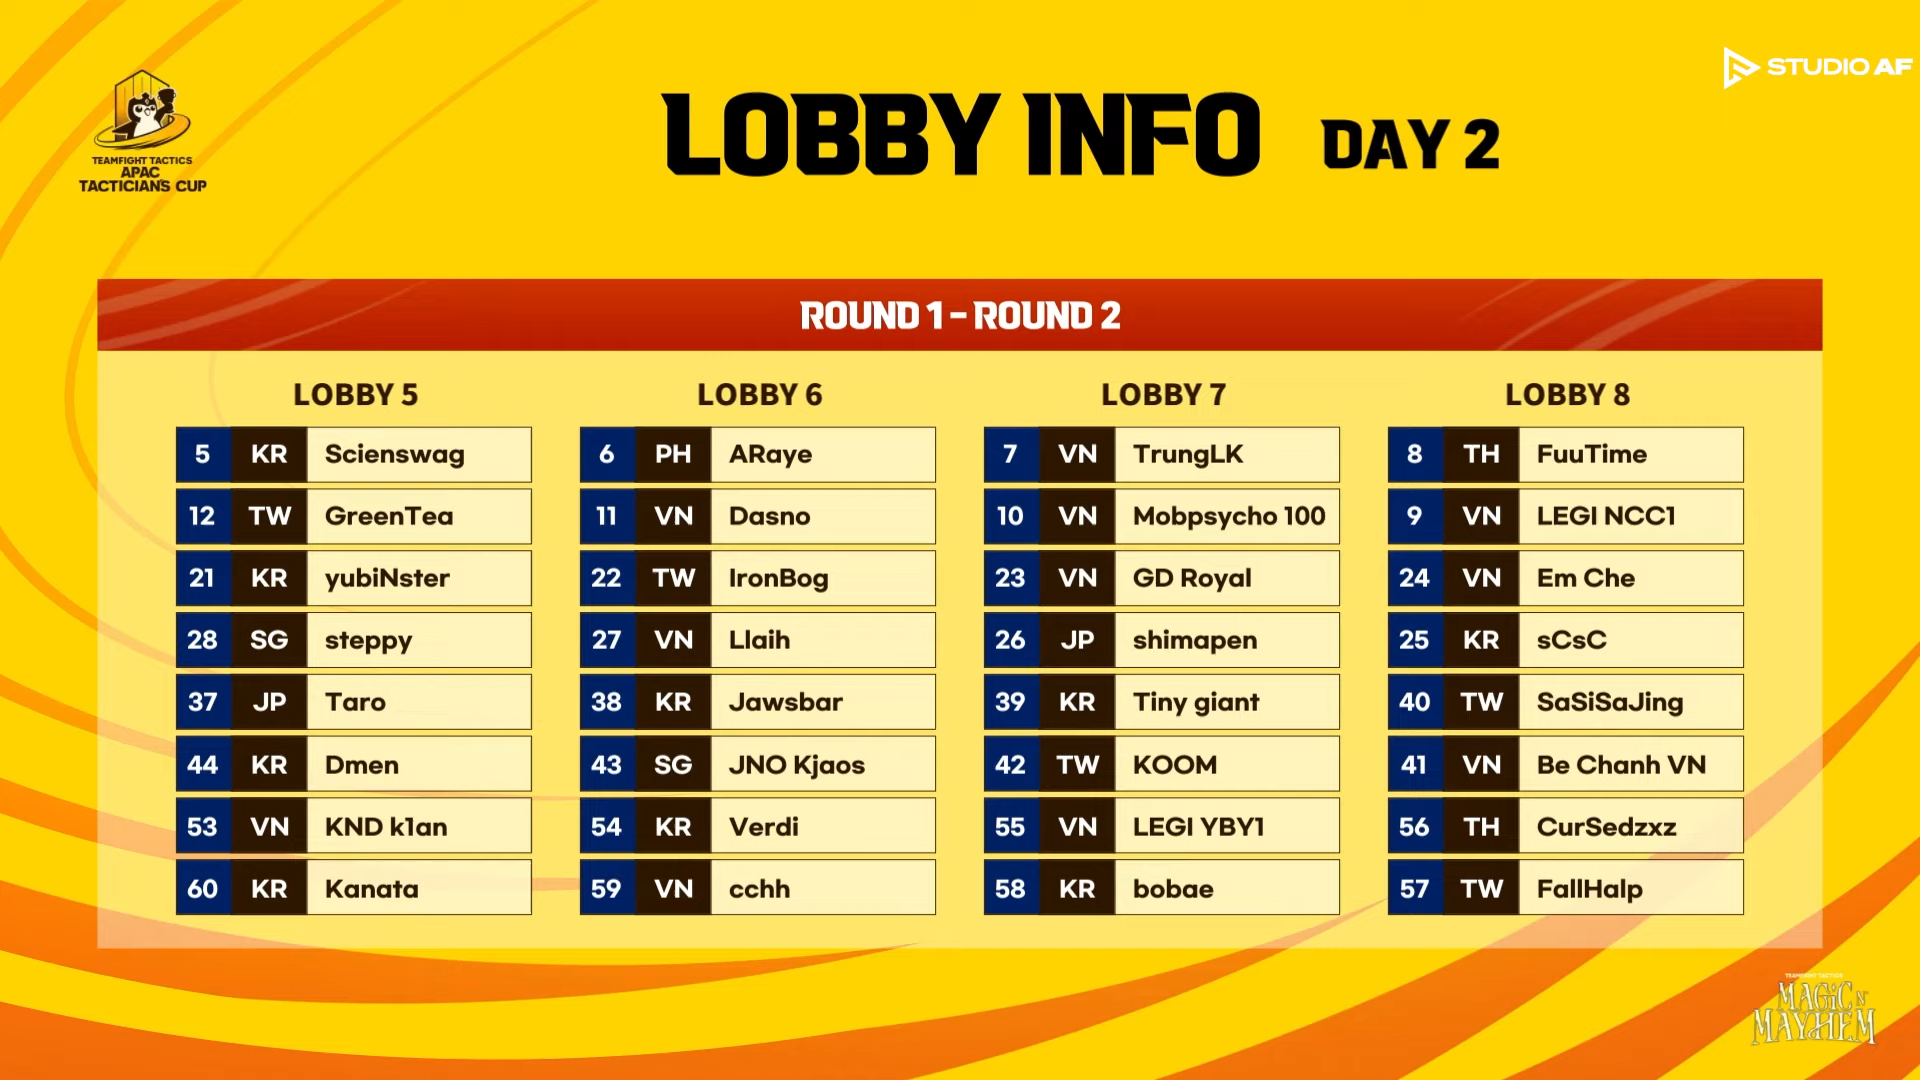 STUDIO AF
TEAMFIGHT TACTICS
APAC
TACTICIAN'S CUP
LOBBY INFO DAY 2
ROUND 1 - ROUND 2
LOBBY 5
5 KR Scienswag
12 TW GreenTea
21 KR yubiNster
28 SG steppy
37 JP Taro
44 KR Dmen
53 VN KND k1an
60 KR Kanata
LOBBY 6
6 PH ARaye
11 VN Dasno
22 TW IronBog
27 VN Llaih
38 KR Jawsbar
43 SG JNO Kjaos
54 KR Verdi
59 VN cchh
LOBBY 7
7 VN TrungLK
10 VN Mobpsycho 100
23 VN GD Royal
26 JP shimapen
39 KR Tiny giant
42 TW KOOM
55 VN LEGI YBY1
58 KR bobae
LOBBY 8
8 TH FuuTime
9 VN LEGI NCC1
24 VN Em Che
25 KR sCsC
40 TW SaSiSaJing
41 VN Be Chanh VN
56 TH CurSedzxz
57 TW FallHalp
TEAMFIGHT TACTICS
MAGIC N'
MAYHEM